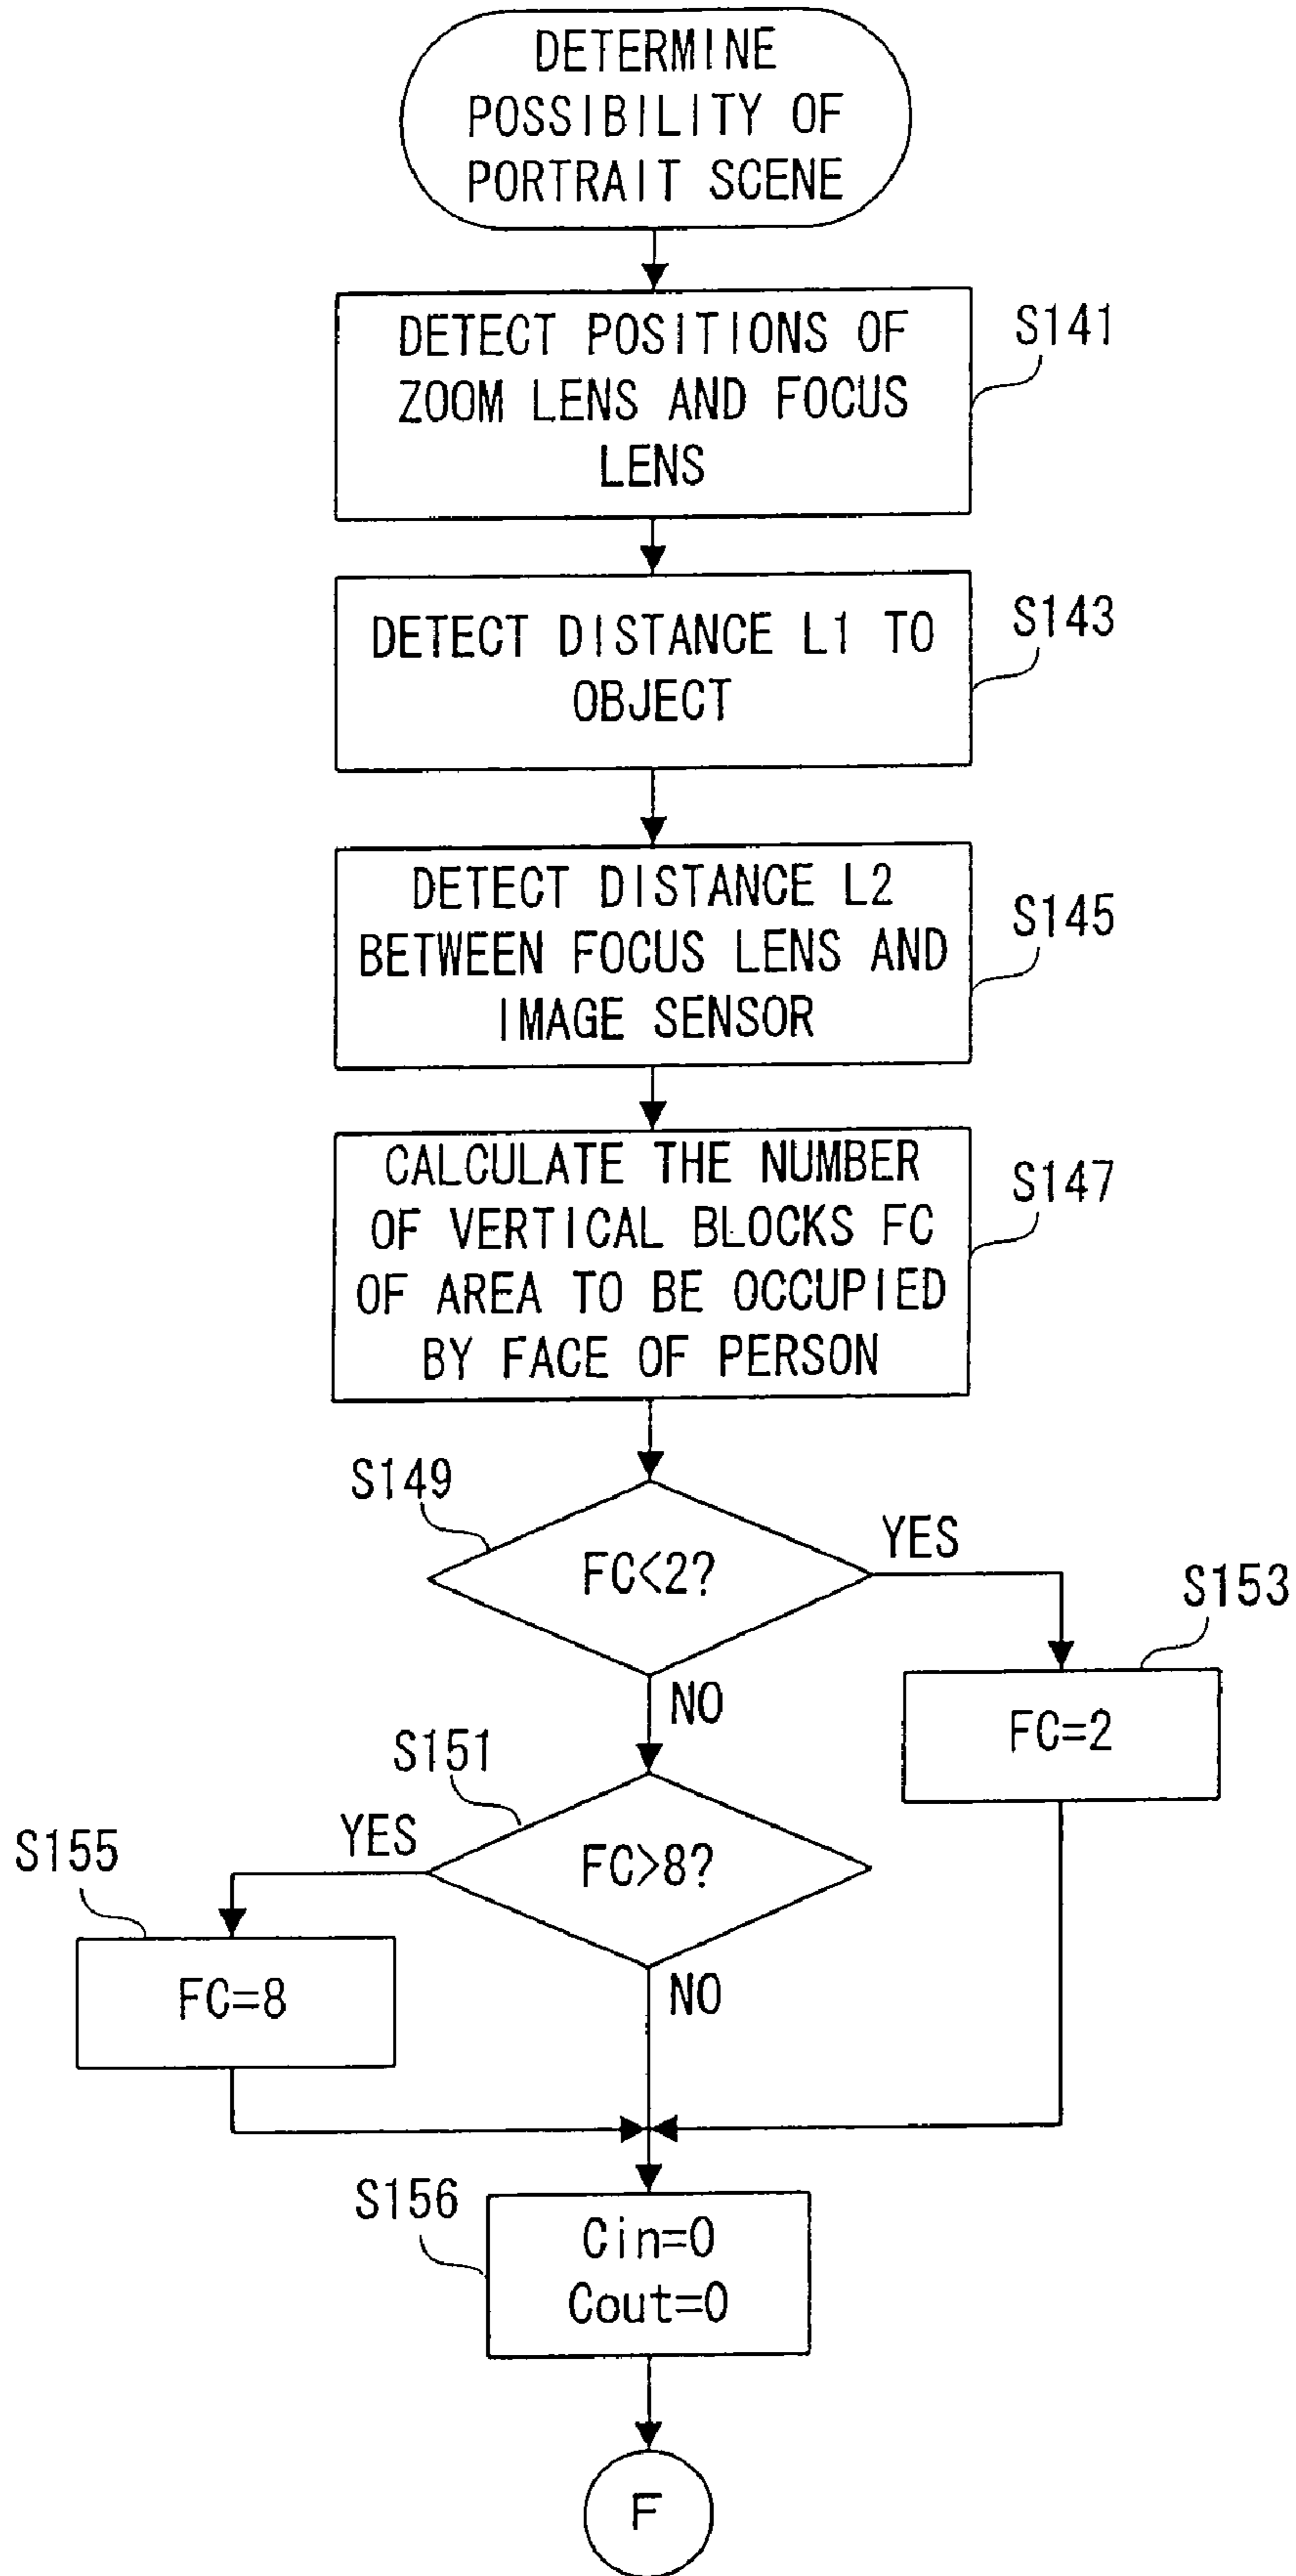 DETERMINE
POSSIBILITY OF
PORTRAIT SCENE
DETECT POSITIONS OF
ZOOM LENS AND FOCUS
LENS
S141
DETECT DISTANCE L1 TO
OBJECT
S143
DETECT DISTANCE L2
BETWEEN FOCUS LENS AND
IMAGE SENSOR
S145
CALCULATE THE NUMBER
OF VERTICAL BLOCKS FC
OF AREA TO BE OCCUPIED
BY FACE OF PERSON
S147
S149
FC<2?
YES
NO
S153
FC=2
S151
FC>8?
YES
NO
S155
FC=8
S156
Cin=0
Cout=0
F